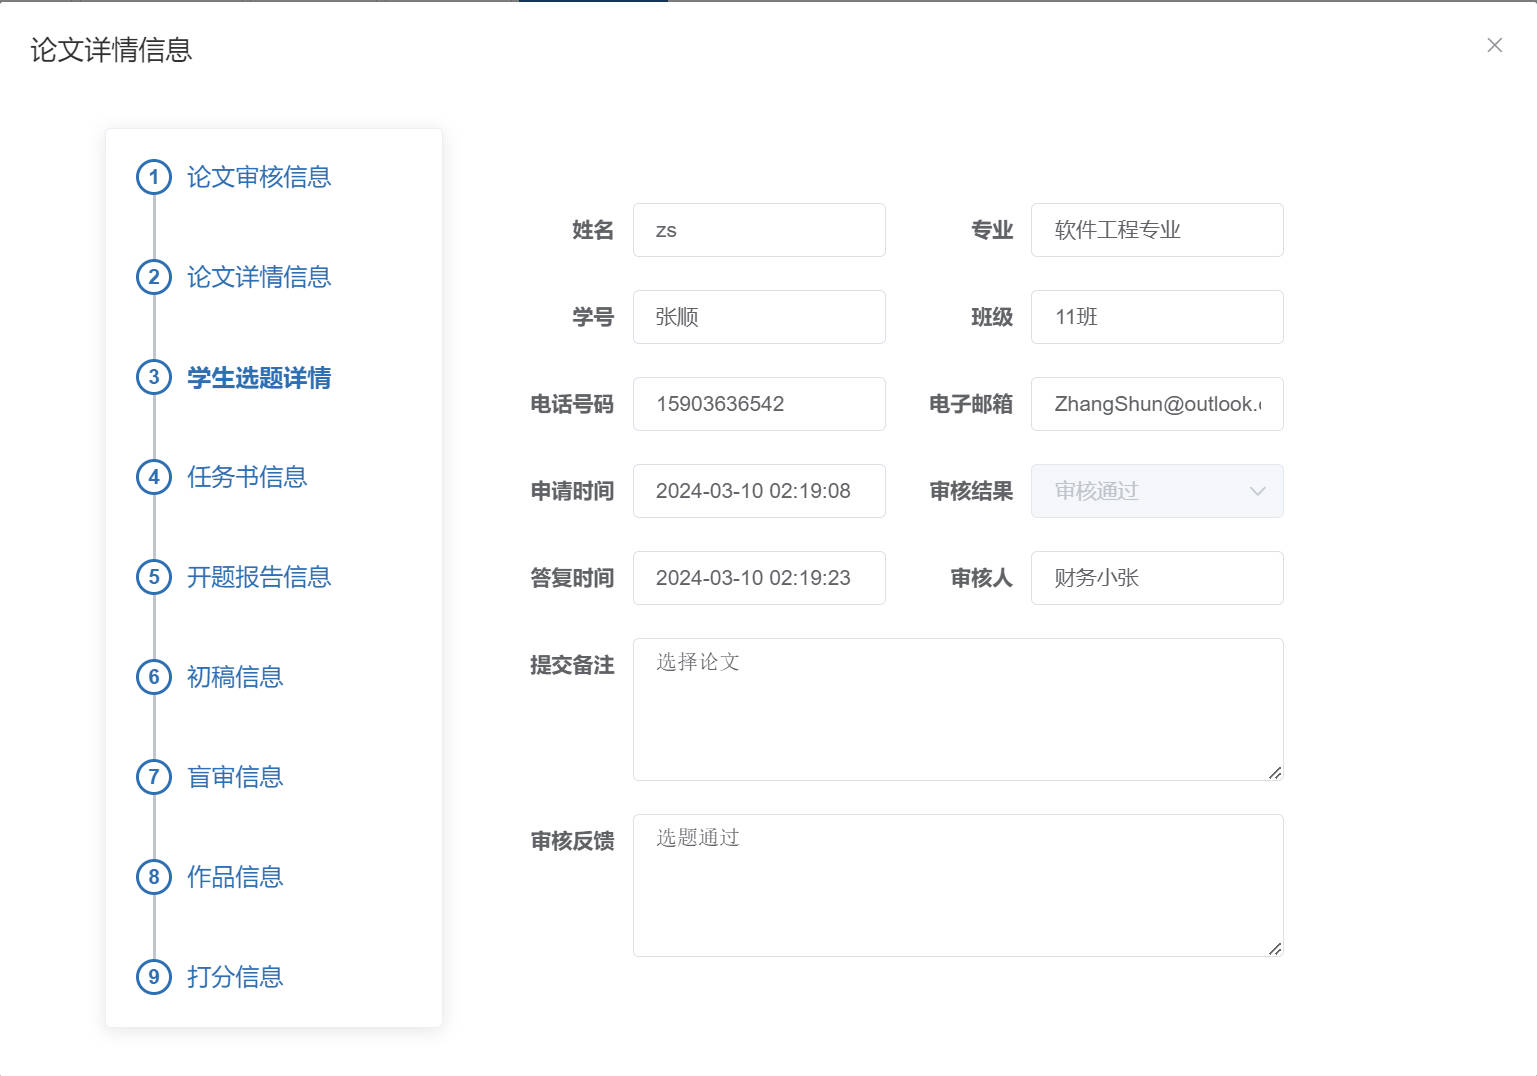 论文详情信息
1 论文审核信息
2 论文详情信息
3 学生选题详情
4 任务书信息
5 开题报告信息
6 初稿信息
7 盲审信息
8 作品信息
9 打分信息
姓名 zs 专业 软件工程专业
学号 张顺 班级 11班
电话号码 15903636542 电子邮箱 ZhangShun@outlook.
申请时间 2024-03-10 02:19:08 审核结果 审核通过
答复时间 2024-03-10 02:19:23 审核人 财务小张
提交备注 选择论文
审核反馈 选题通过